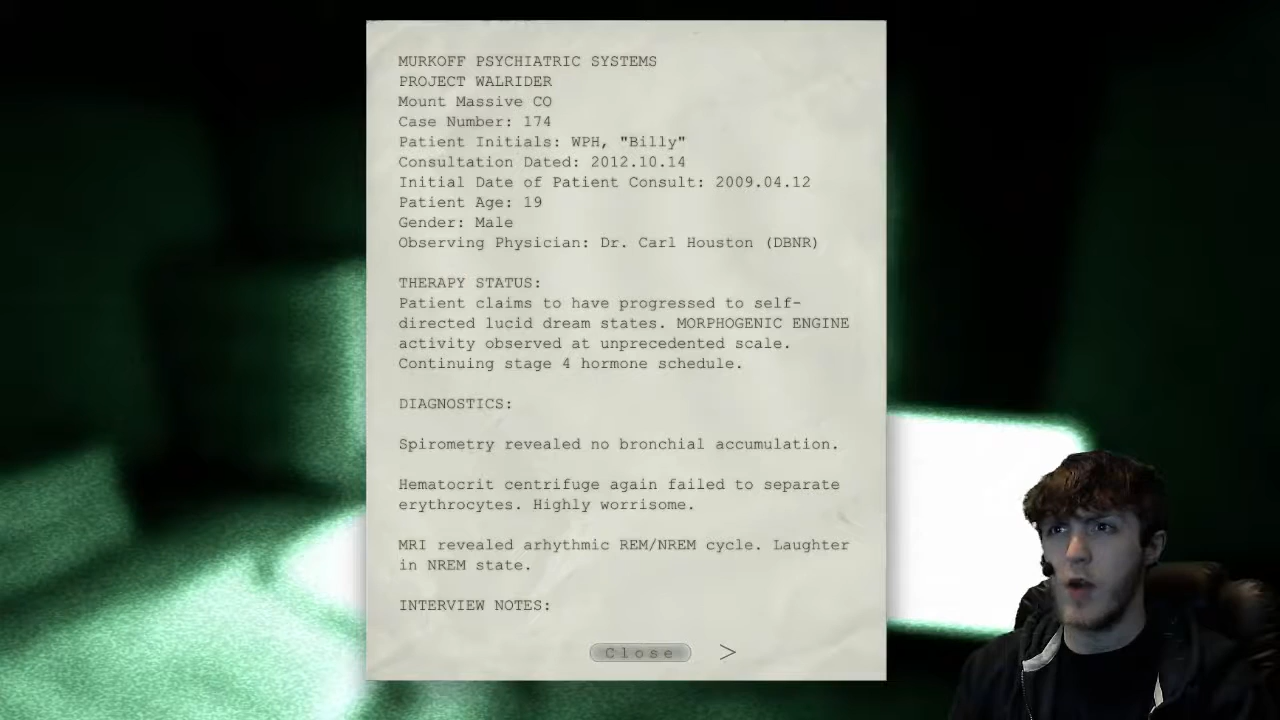 MURKOFF PSYCHIATRIC SYSTEMS
PROJECT WALRIDER
Mount Massive CO
Case Number: 174
Patient Initials: WPH, "Billy"
Consultation Dated: 2012.10.14
Initial Date of Patient Consult: 2009.04.12
Patient Age: 19
Gender: Male
Observing Physician: Dr. Carl Houston (DBNR)
THERAPY STATUS:
Patient claims to have progressed to self-
directed lucid dream states. MORPHOGENIC ENGINE
activity observed at unprecedented scale.
Continuing stage 4 hormone schedule.
DIAGNOSTICS:
Spirometry revealed no bronchial accumulation.
Hematocrit centrifuge again failed to separate
erythrocytes. Highly worrisome.
MRI revealed arhythmic REM/NREM cycle. Laughter
in NREM state.
INTERVIEW NOTES:
Close >